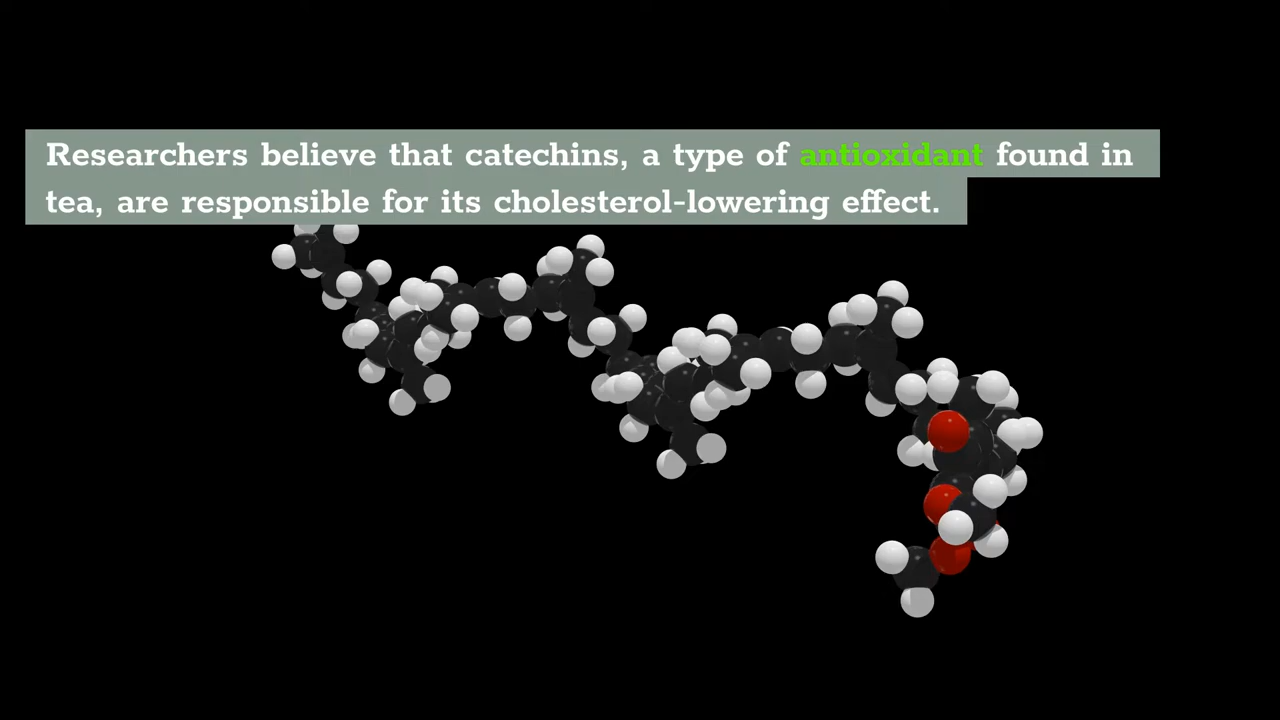 Researchers believe that catechins, a type of antioxidant found in
tea, are responsible for its cholesterol-lowering effect.